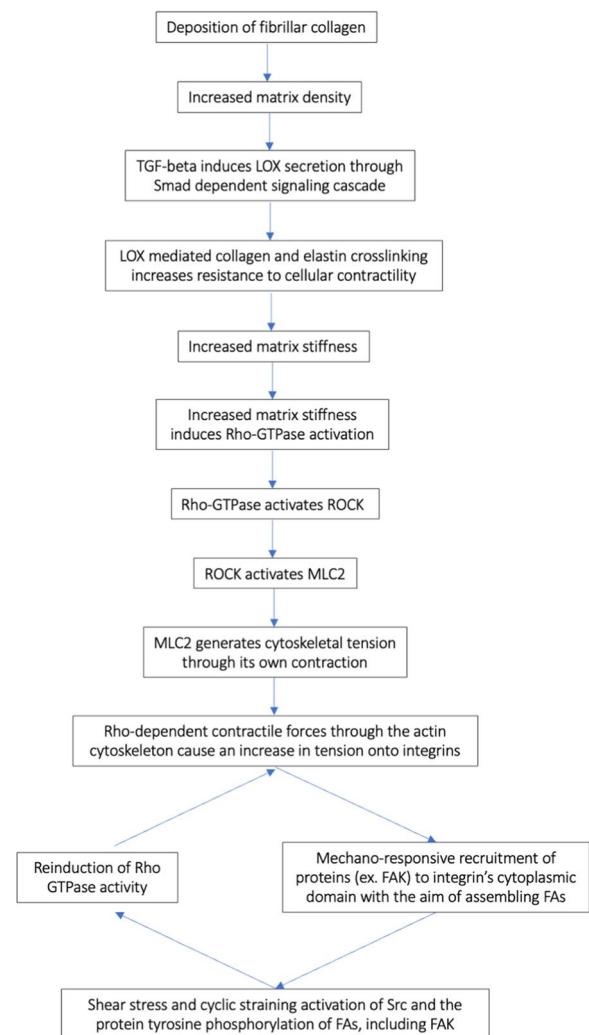 Deposition of fibrillar collagen
Increased matrix density
TGF-beta induces LOX secretion through
Smad dependent signaling cascade
LOX mediated collagen and elastin crosslinking
increases resistance to cellular contractility
Increased matrix stiffness
Increased matrix stiffness
induces Rho-GTPase activation
Rho-GTPase activates ROCK
ROCK activates MLC2
MLC2 generates cytoskeletal tension
through its own contraction
Rho-dependent contractile forces through the actin
cytoskeleton cause an increase in tension onto integrins
Reinduction of Rho
GTPase activity
Mechano-responsive recruitment of
proteins (ex. FAK) to integrin's cytoplasmic
domain with the aim of assembling FAs
Shear stress and cyclic straining activation of Src and the
protein tyrosine phosphorylation of FAs, including FAK